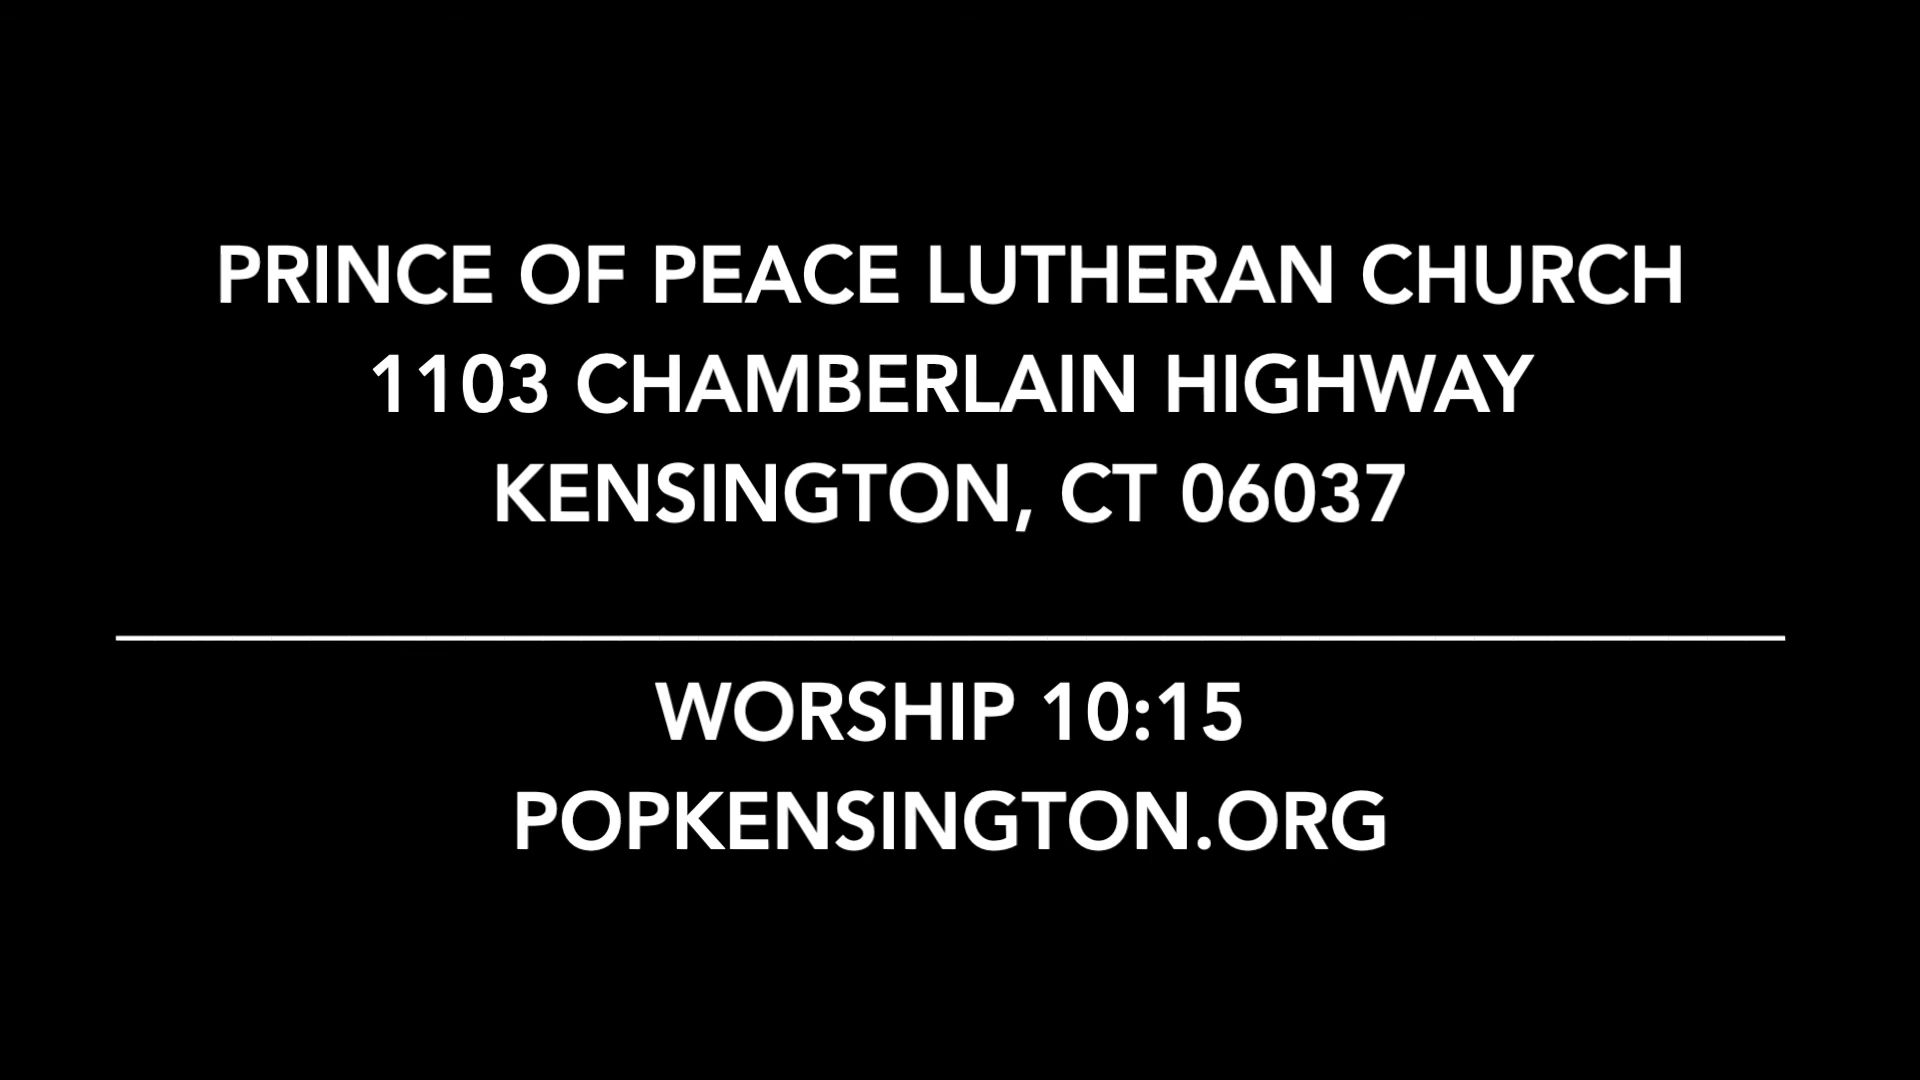 PRINCE OF PEACE LUTHERAN CHURCH
1103 CHAMBERLAIN HIGHWAY
KENSINGTON, CT 06037
WORSHIP 10:15
POPKENSINGTON.ORG